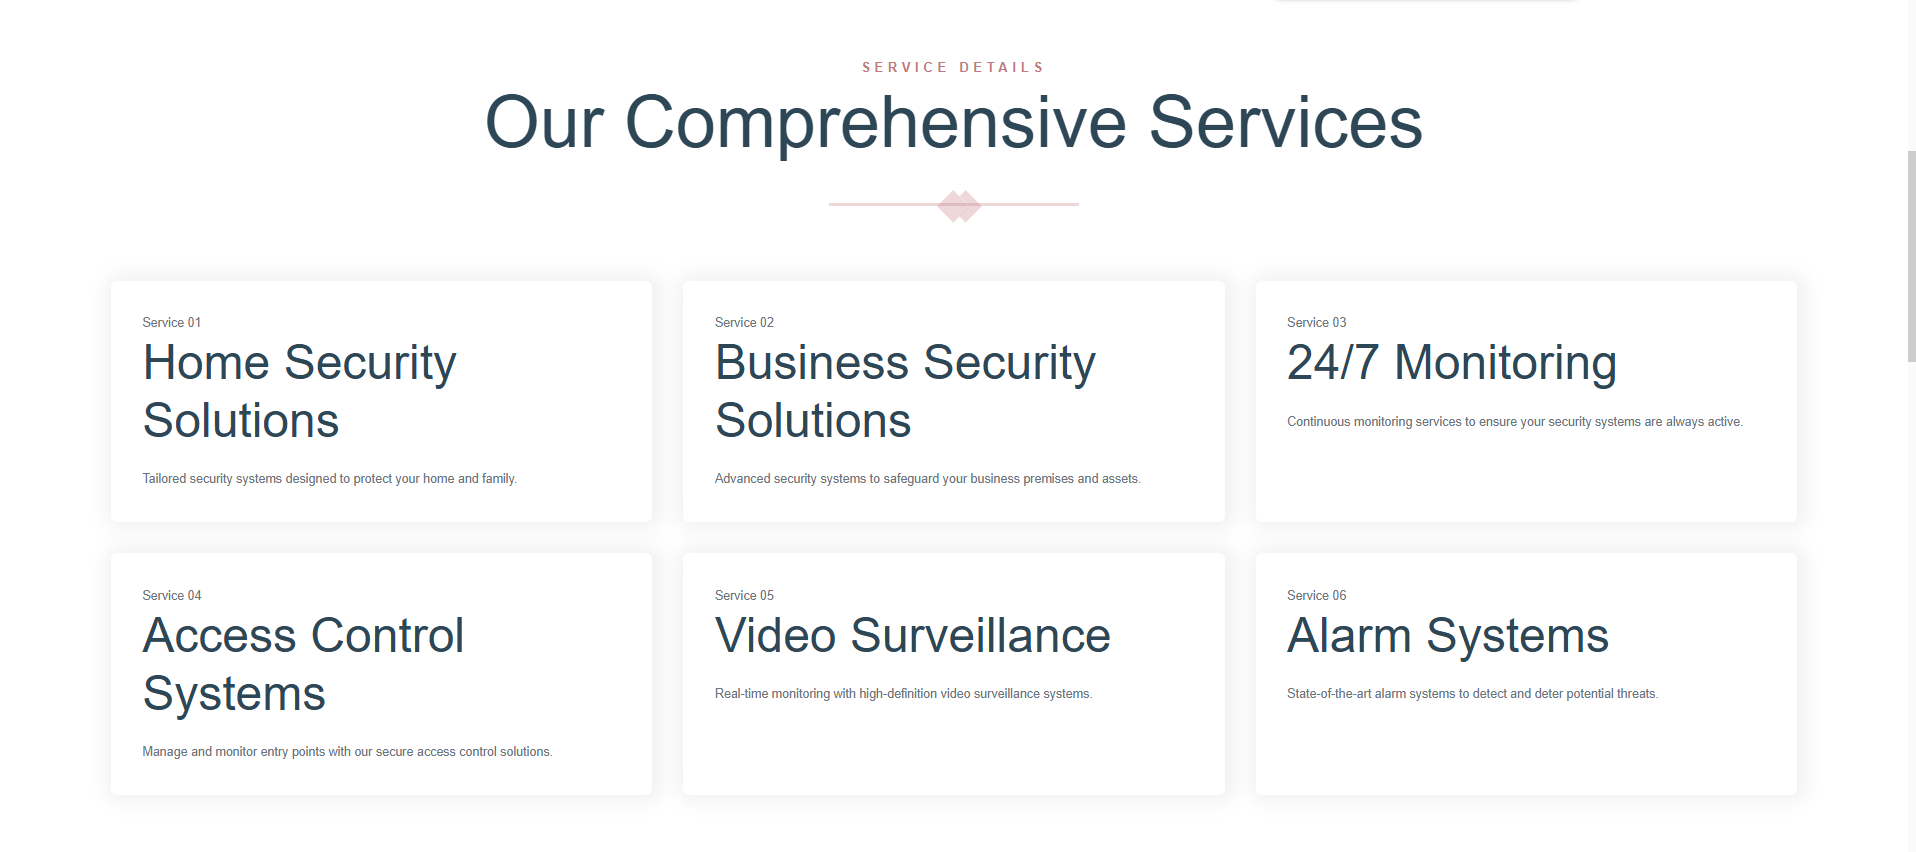 SERVICE DETAILS
Our Comprehensive Services
Service 01
Home Security
Solutions
Tailored security systems designed to protect your home and family.
Service 02
Business Security
Solutions
Advanced security systems to safeguard your business premises and assets.
Service 03
24/7 Monitoring
Continuous monitoring services to ensure your security systems are always active.
Service 04
Access Control
Systems
Manage and monitor entry points with our secure access control solutions.
Service 05
Video Surveillance
Real-time monitoring with high-definition video surveillance systems.
Service 06
Alarm Systems
State-of-the-art alarm systems to detect and deter potential threats.